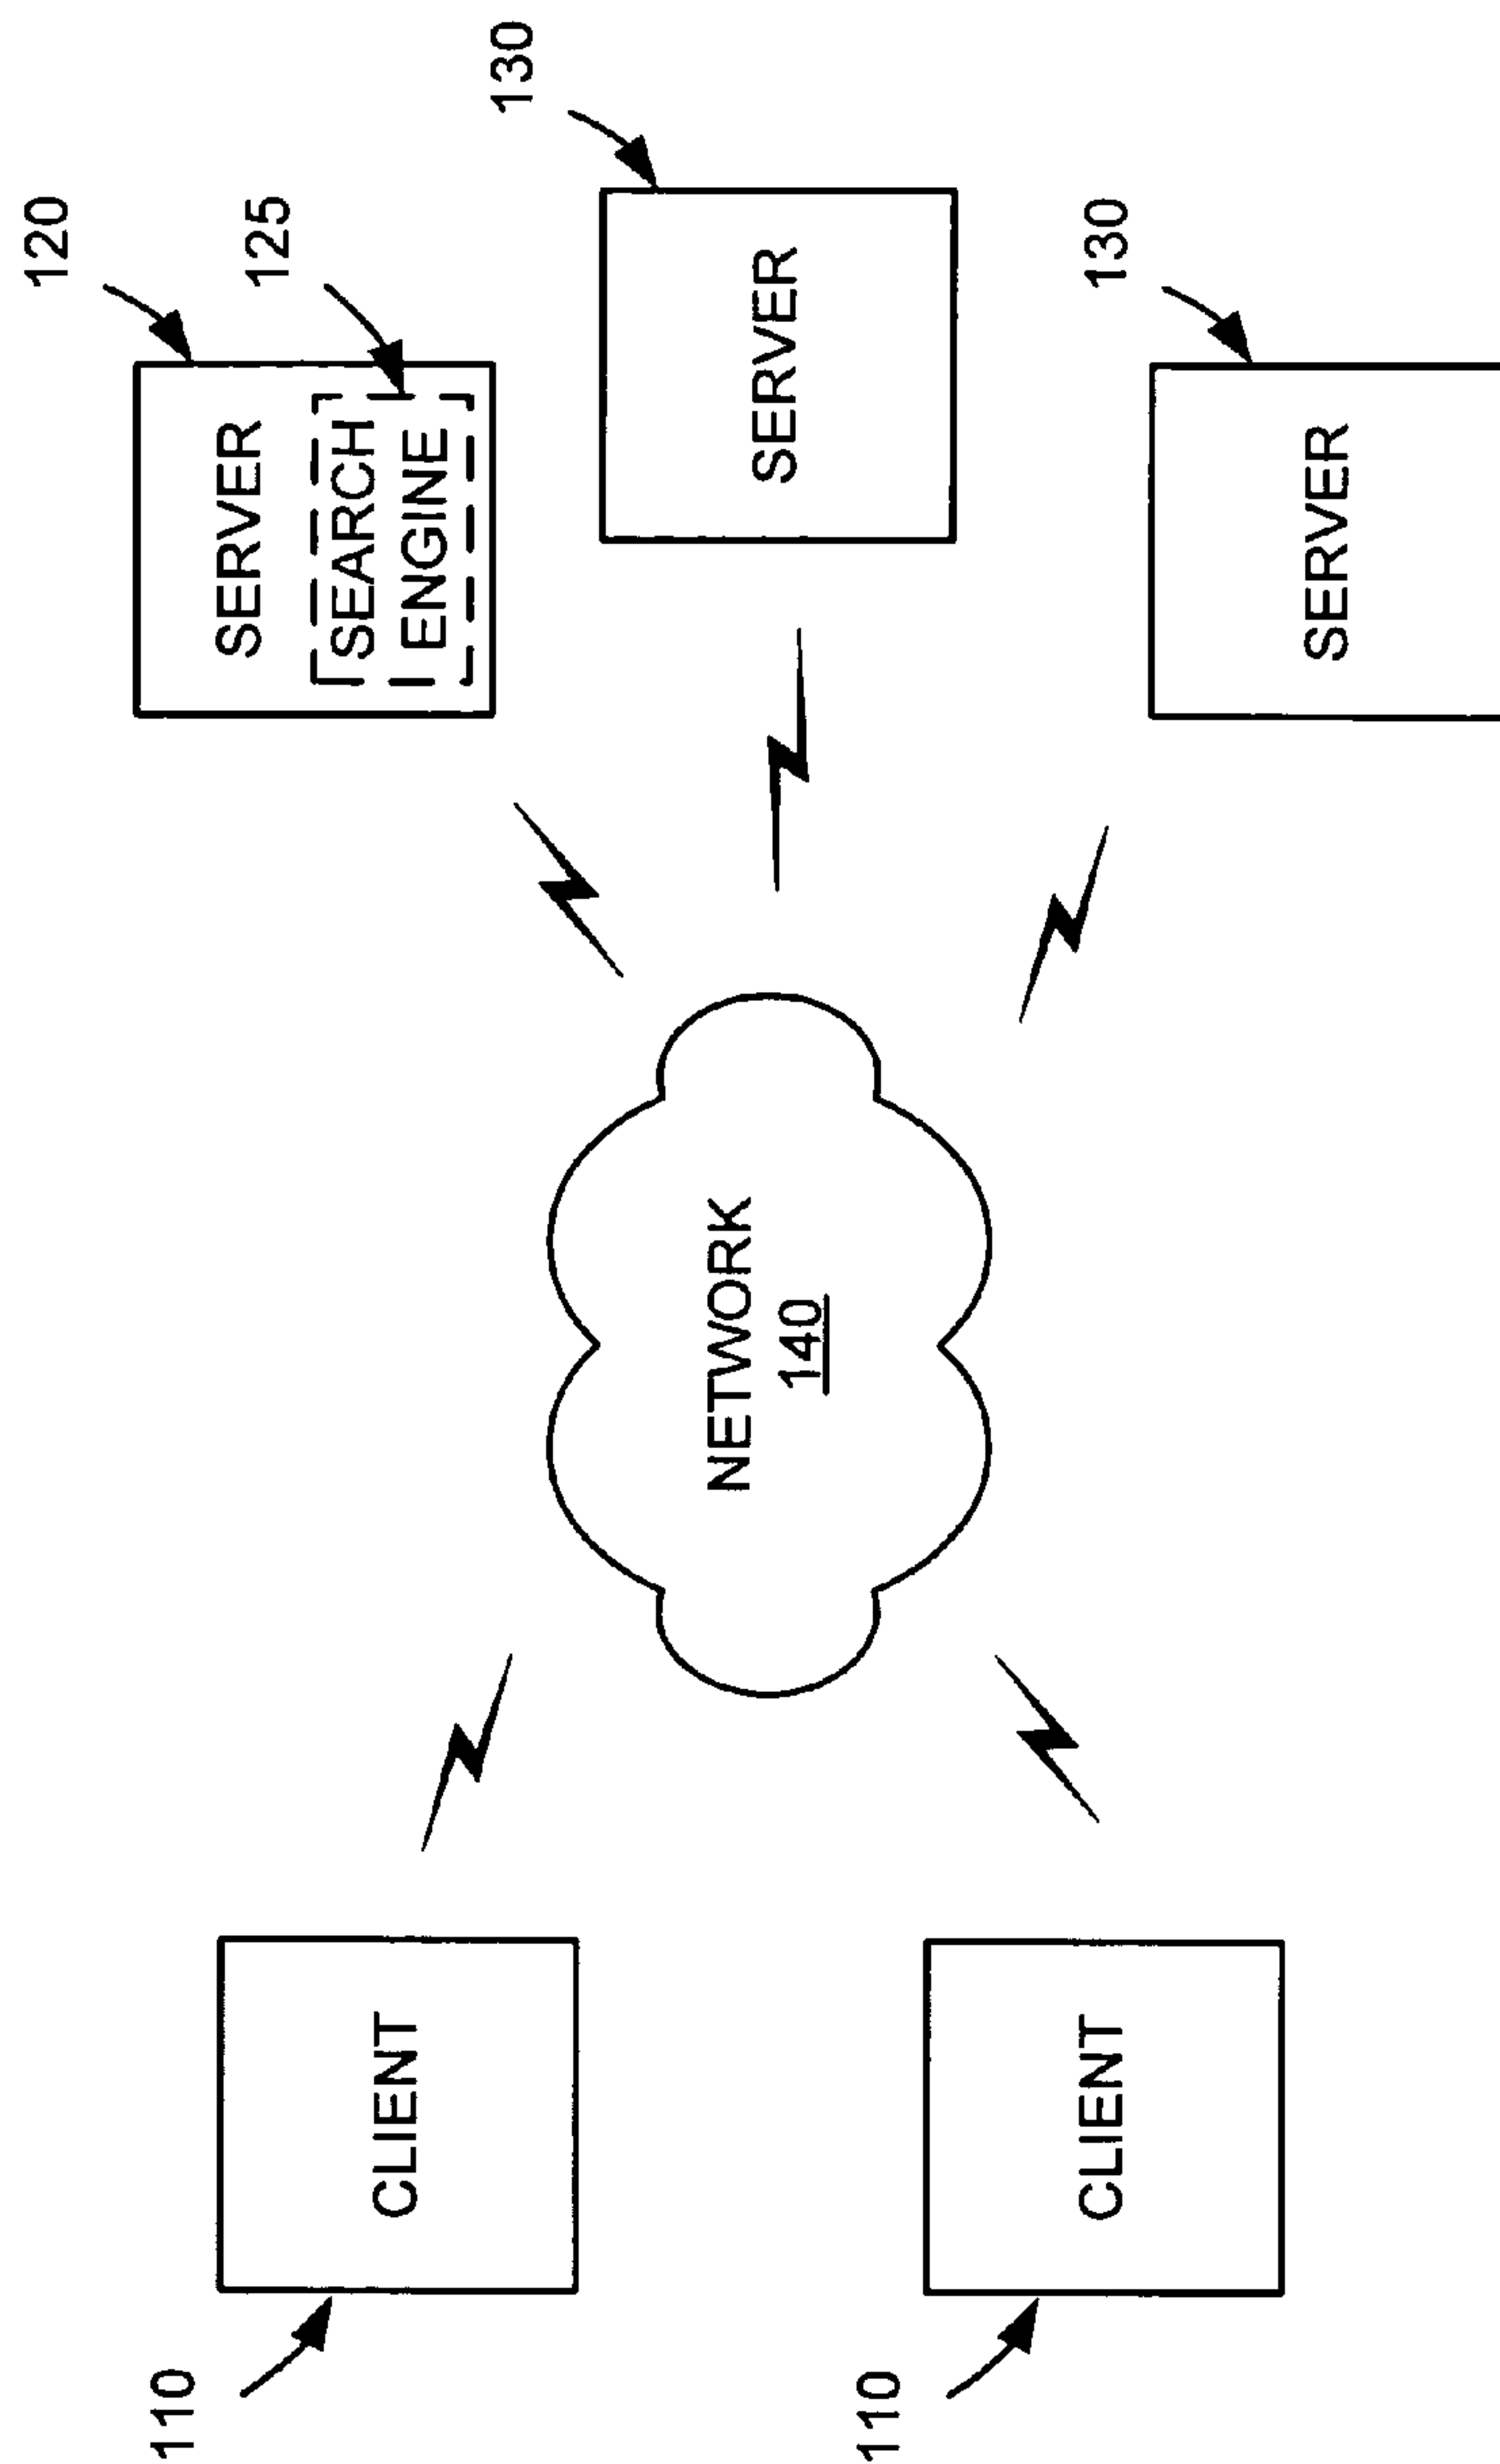 120
SERVER
125
SEARCH
ENGINE
130
SERVER
130
SERVER
NETWORK
140
110
CLIENT
110
CLIENT